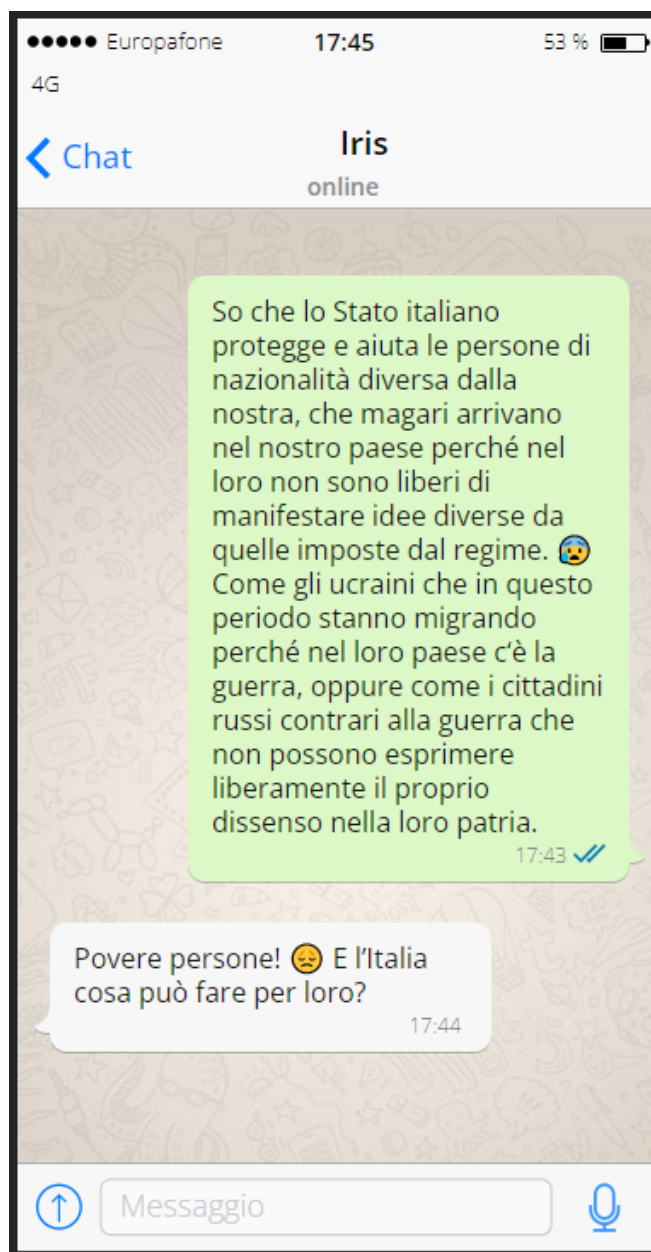 ●●●●● Europafone 17:45 53 %
4G
Chat Iris
online
So che lo Stato italiano
protegge e aiuta le persone di
nazionalità diversa dalla
nostra, che magari arrivano
nel nostro paese perché nel
loro non sono liberi di
manifestare idee diverse da
quelle imposte dal regime. 😰
Come gli ucraini che in questo
periodo stanno migrando
perché nel loro paese c‘è la
guerra, oppure come i cittadini
russi contrari alla guerra che
non possono esprimere
liberamente il proprio
dissenso nella loro patria.
17:43
Povere persone! 😞 E l’Italia
cosa può fare per loro?
17:44
Messaggio